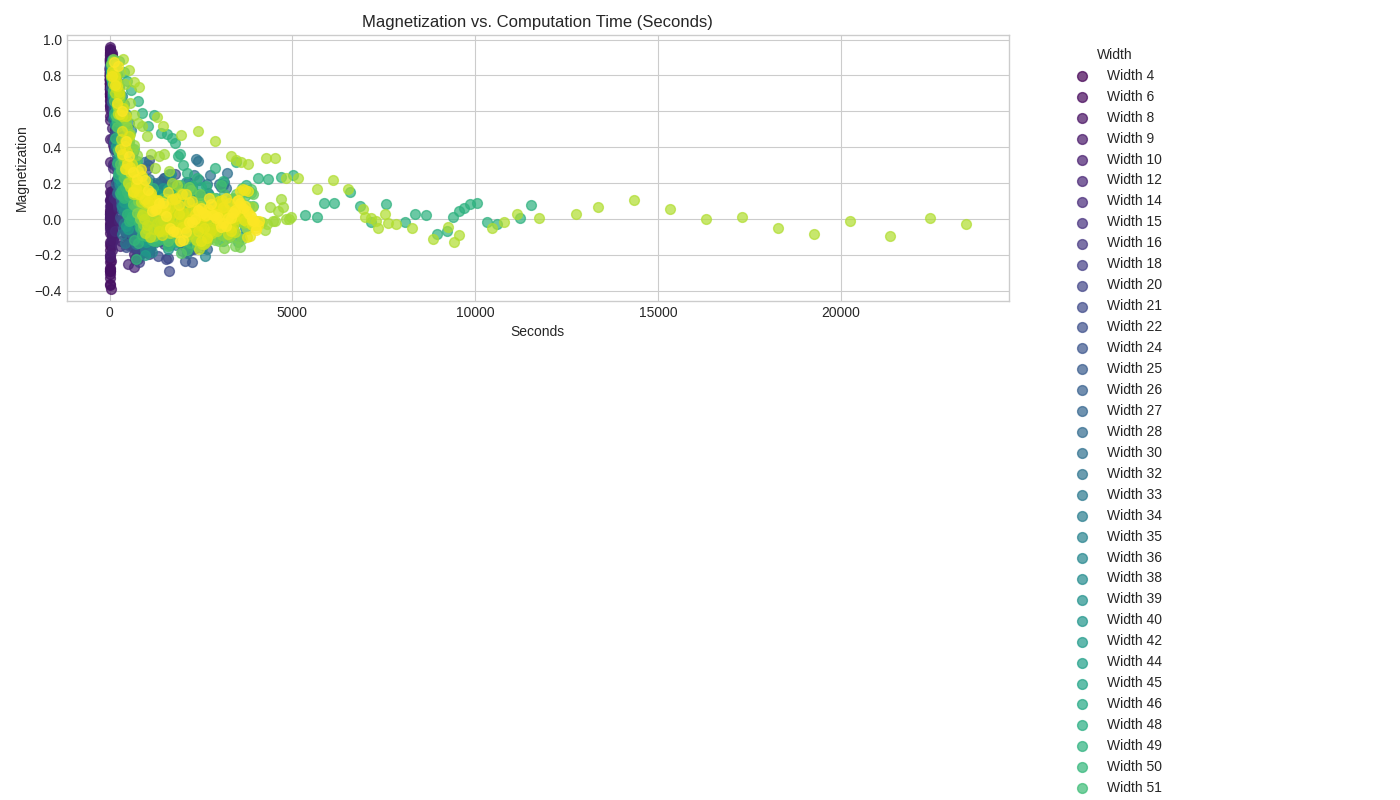 Magnetization vs. Computation Time (Seconds)
1.0
0.8
0.6
0.4
0.2
0.0
−0.2
−0.4
Magnetization
0
5000
10000
15000
20000
Seconds
Width
Width 4
Width 6
Width 8
Width 9
Width 10
Width 12
Width 14
Width 15
Width 16
Width 18
Width 20
Width 21
Width 22
Width 24
Width 25
Width 26
Width 27
Width 28
Width 30
Width 32
Width 33
Width 34
Width 35
Width 36
Width 38
Width 39
Width 40
Width 42
Width 44
Width 45
Width 46
Width 48
Width 49
Width 50
Width 51